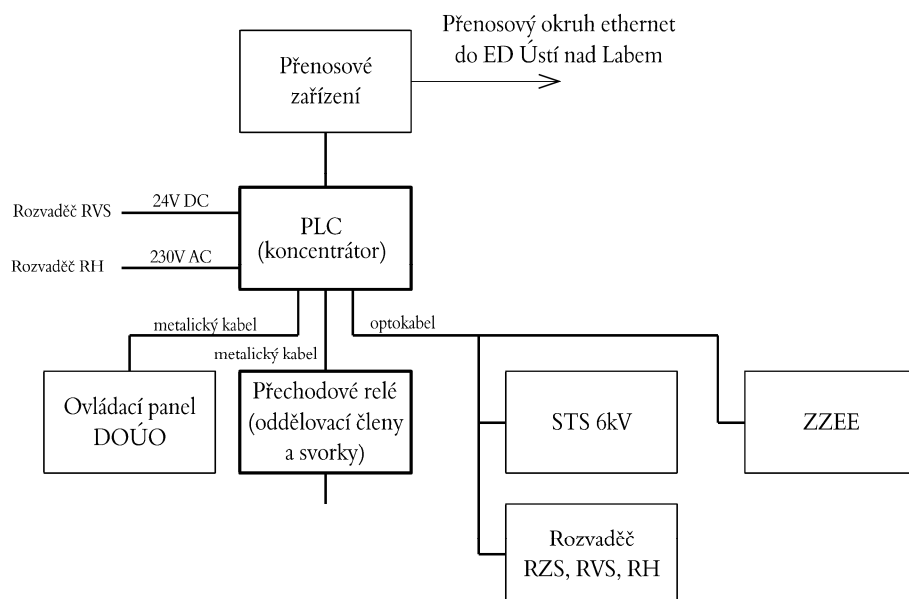 Přenosový okruh ethernet
do ED Ústí nad Labem
Přenosové
zařízení
Rozvaděč RVS
24V DC
Rozvaděč RH
230V AC
PLC
(koncentrátor)
metalický kabel
metalický kabel
optokabel
Ovládací panel
DOÚO
Přechodové relé
(oddělovací členy
a svorky)
STS 6kV
ZZEE
Rozvaděč
RZS, RVS, RH